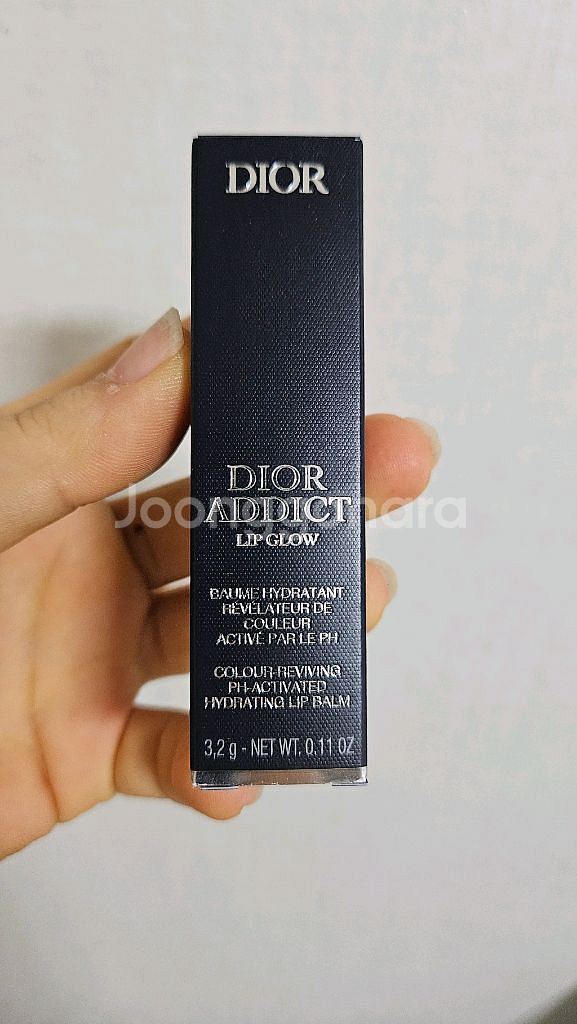 DIOR
DIOR
ADDICT
LIP GLOW
Joonggonara
BAUME HYDRATANT
RÉVÉLATEUR DE
COULEUR
ACTIVÉ PAR LE PH
COLOUR-REVIVING
PH-ACTIVATED
HYDRATING LIP BALM
3,2 g - NET WT. 0.11 OZ